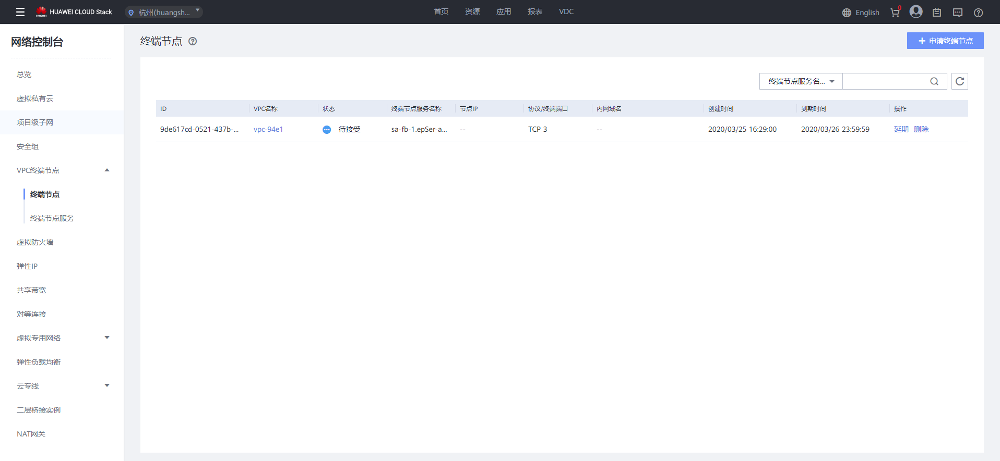 HUAWEI
HUAWEI CLOUD Stack
杭州(huangsh...
首页
资源
应用
报表
VDC
English
0
网络控制台
总览
虚拟私有云
项目级子网
安全组
VPC终端节点
终端节点
终端节点服务
虚拟防火墙
弹性IP
共享带宽
对等连接
虚拟专用网络
弹性负载均衡
云专线
二层桥接实例
NAT网关
终端节点
申请终端节点
终端节点服务名...
ID VPC名称 状态 终端节点服务名称 节点IP 协议/终端端口 内网域名 创建时间 到期时间 操作
9de617cd-0521-437b-... vpc-94e1 待接受 sa-fb-1.epSer-a... -- TCP 3 -- 2020/03/25 16:29:00 2020/03/26 23:59:59 延期 删除